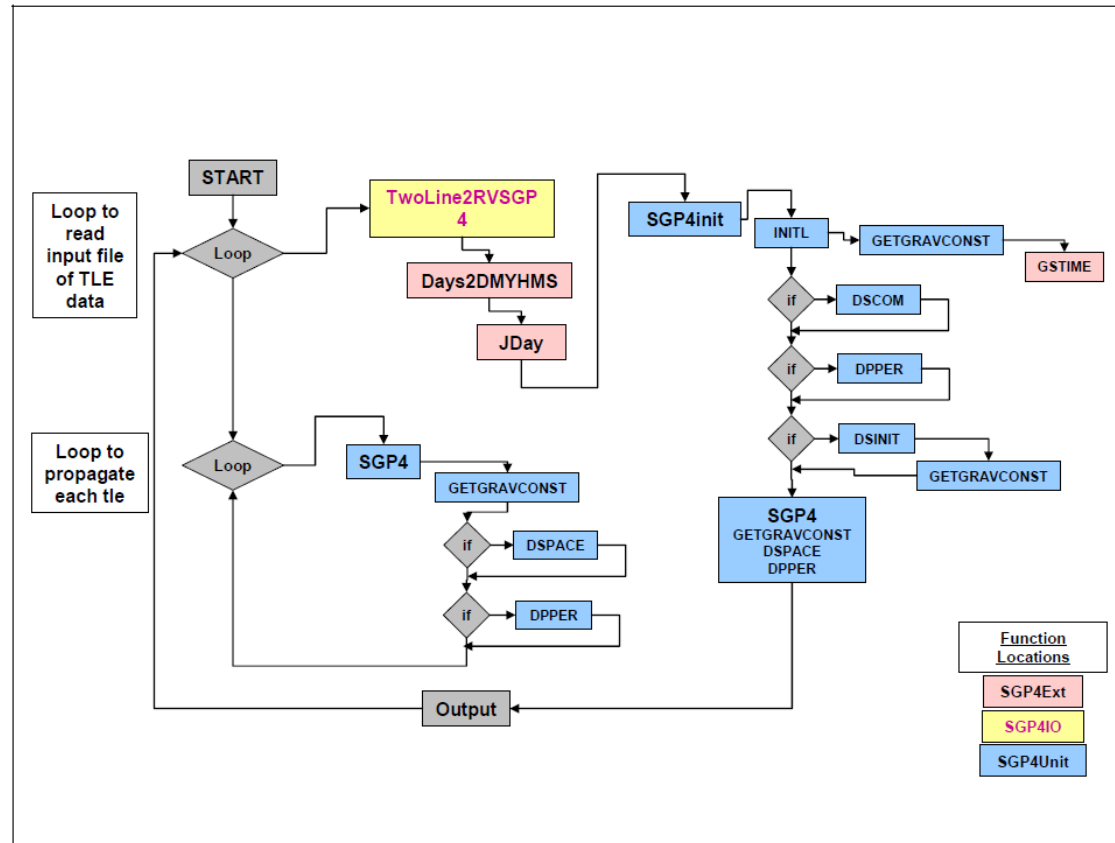 START
Loop to
read
input file
of TLE
data
Loop
TwoLine2RVSGP
4
Days2DMYHMS
JDay
SGP4init
INITL
GETGRAVCONST
GSTIME
if
DSCOM
if
DPPER
if
DSINIT
GETGRAVCONST
SGP4
GETGRAVCONST
DSPACE
DPPER
Loop to
propagate
each tle
Loop
SGP4
GETGRAVCONST
if
DSPACE
if
DPPER
Output
Function
Locations
SGP4Ext
SGP4IO
SGP4Unit